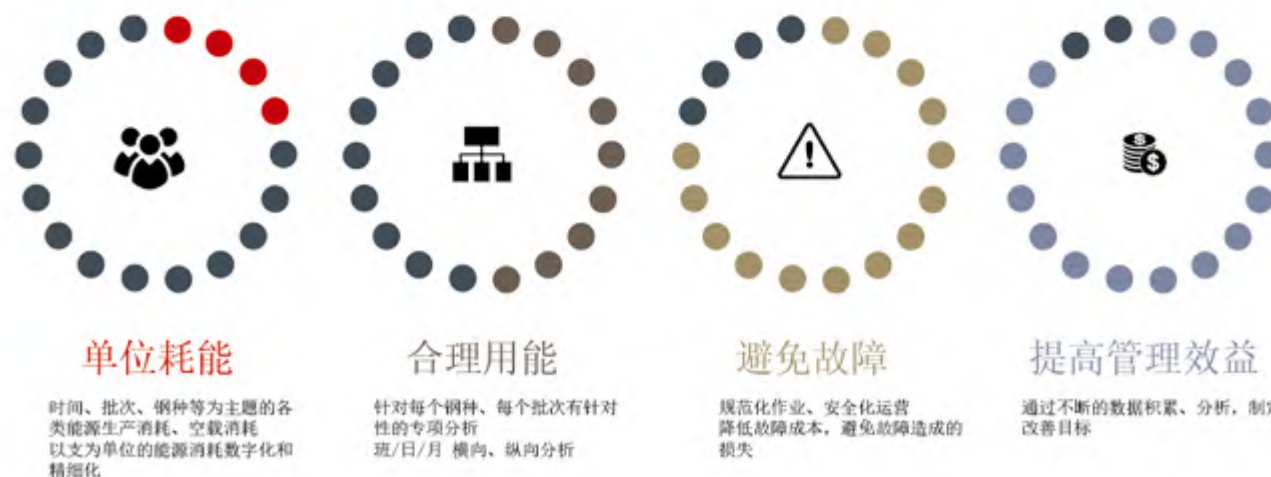 单位耗能
时间、批次、钢种等为主题的各
类能源生产消耗、空载消耗
以支为单位的能源消耗数字化和
精细化
合理用能
针对每个钢种、每个批次有针对
性的专项分析
班/日/月 横向、纵向分析
避免故障
规范化作业、安全化运营
降低故障成本，避免故障造成的
损失
提高管理效益
通过不断的数据积累、分析，制定
改善目标